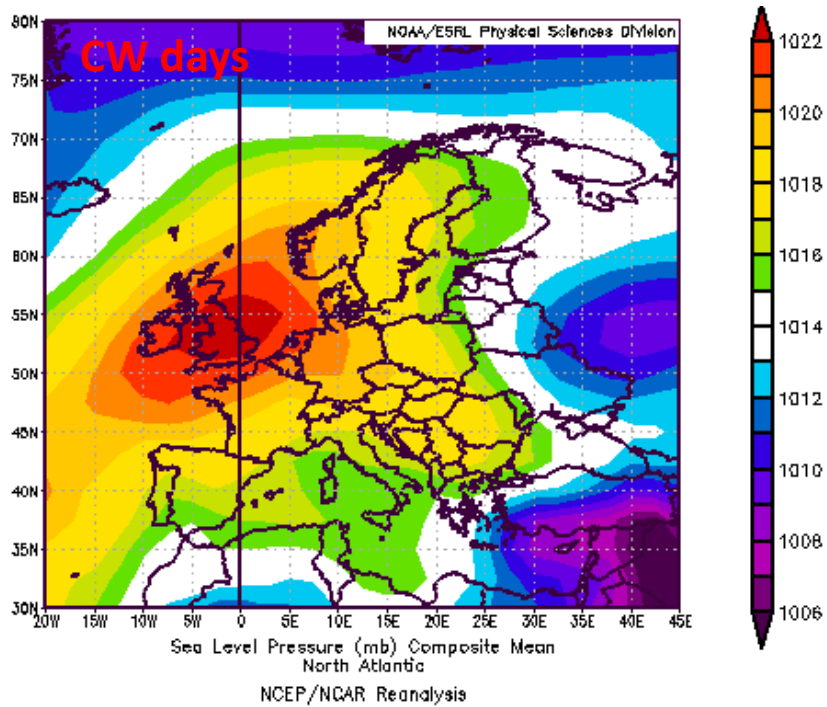 80N
NOAA/ESRL Physical Sciences Division
CW days
75N
70N
65N
60N
55N
50N
45N
40N
35N
30N
20W 15W 10W 5W 0 5E 10E 15E 20E 25E 30E 35E 40E 45E
1022
1020
1018
1016
1014
1012
1010
1008
1006
Sea Level Pressure (mb) Composite Mean
North Atlantic
NCEP/NCAR Reanalysis